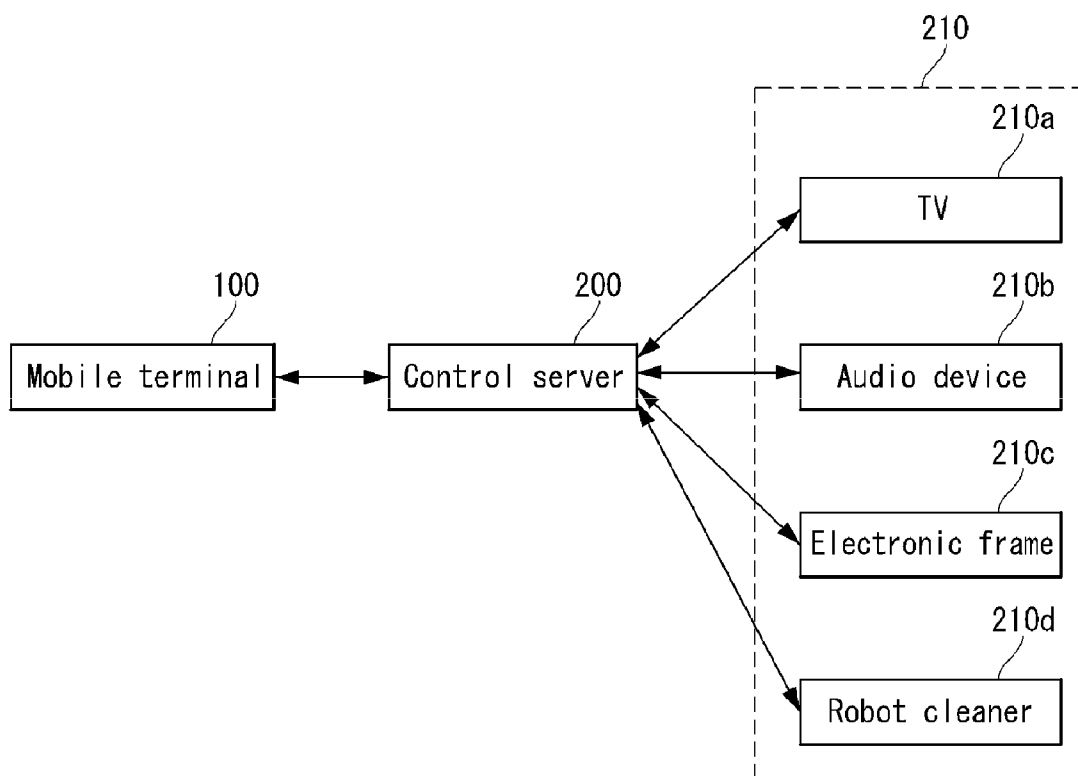 210
210a
TV
100
200
210b
Mobile terminal
Control server
Audio device
210c
Electronic frame
210d
Robot cleaner